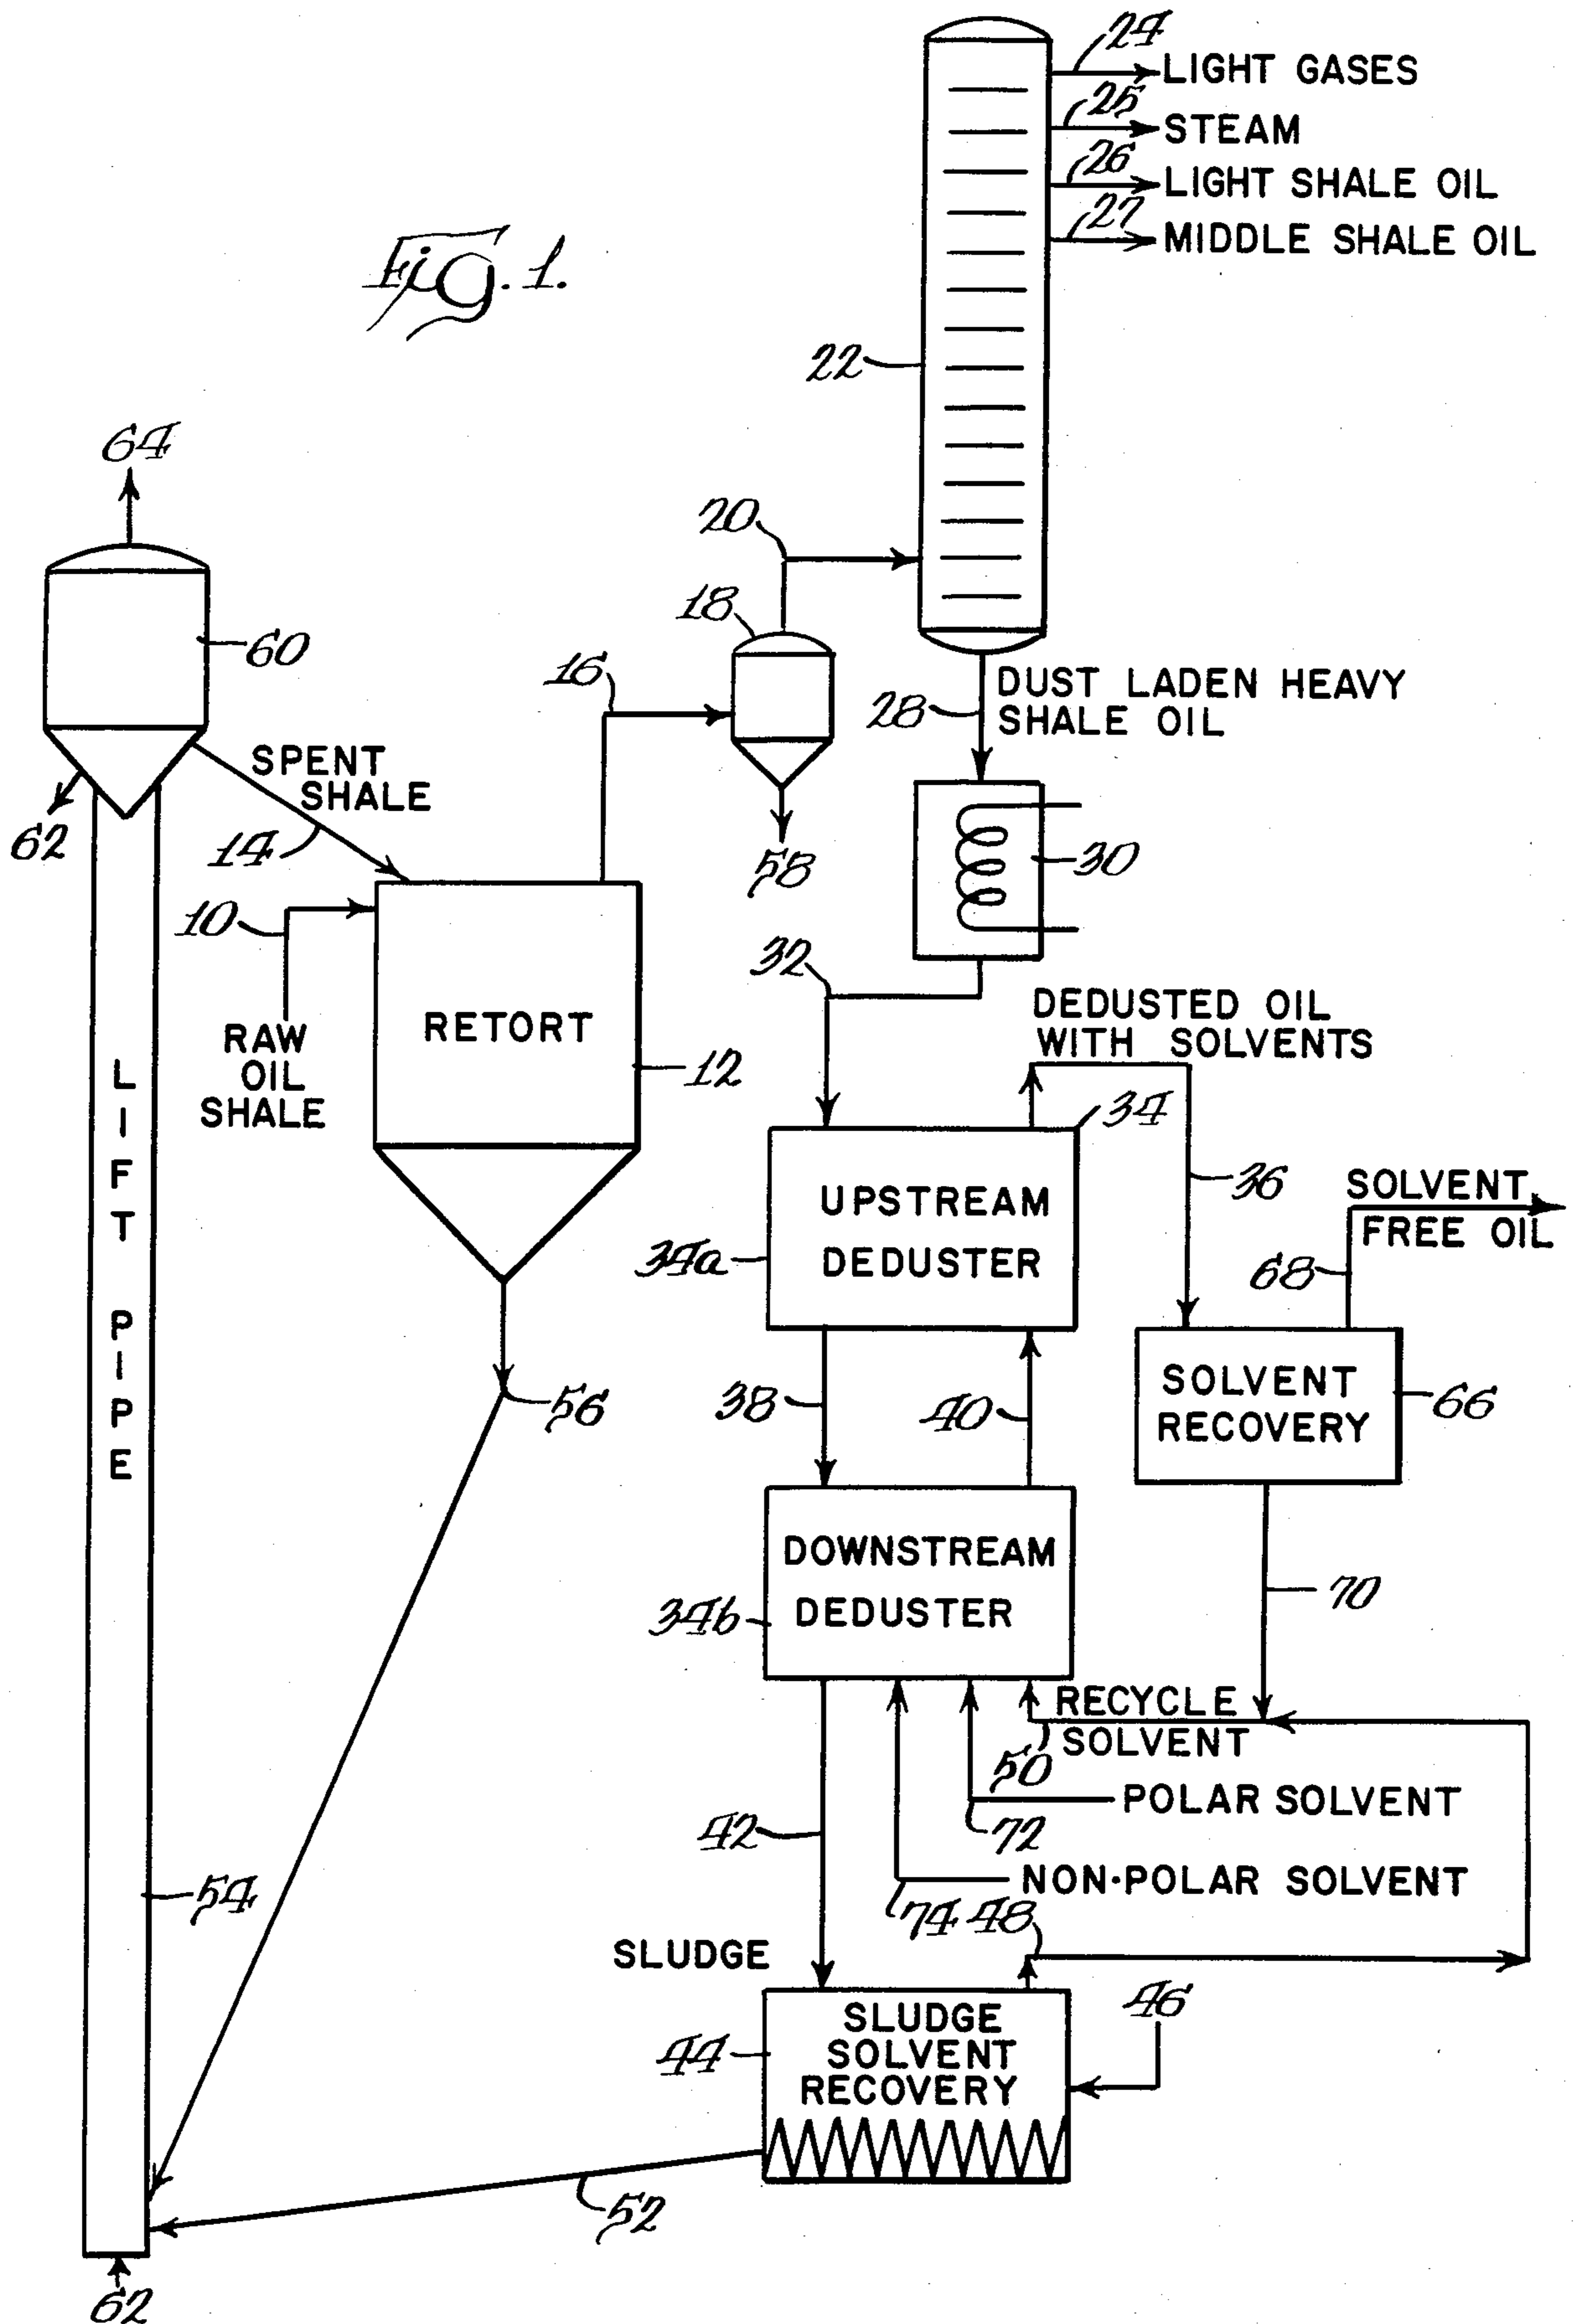 24
LIGHT GASES
25
STEAM
26
LIGHT SHALE OIL
27
MIDDLE SHALE OIL
Fig. 1.
22
64
20
18
60
16
DUST LADEN HEAVY
SHALE OIL
28
SPENT
SHALE
62
14
58
30
10
32
RAW
OIL
SHALE
RETORT
12
DEDUSTED OIL
WITH SOLVENTS
34
LIFT PIPE
UPSTREAM
DEDUSTER
34a
36
SOLVENT
FREE OIL
68
SOLVENT
RECOVERY
66
38
40
56
DOWNSTREAM
DEDUSTER
34b
70
RECYCLE
SOLVENT
50
POLAR SOLVENT
72
42
NON-POLAR SOLVENT
74
48
54
SLUDGE
46
SLUDGE
SOLVENT
RECOVERY
44
52
62